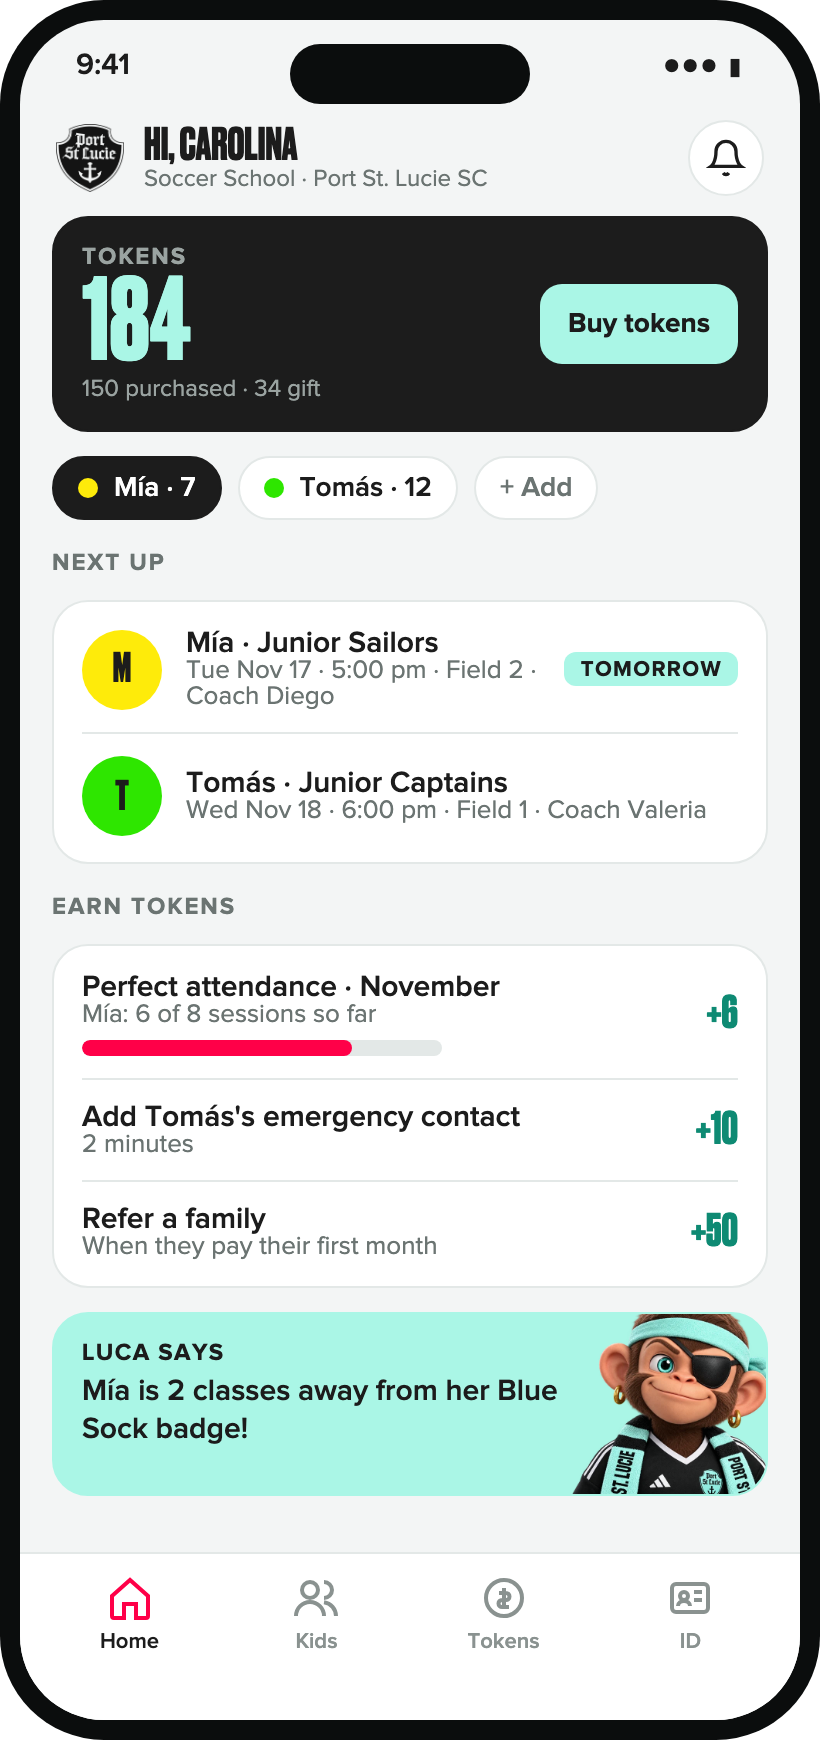 9:41
Port
St Lucie
HI, CAROLINA
Soccer School · Port St. Lucie SC
TOKENS
184
150 purchased · 34 gift
Buy tokens
Mía · 7
Tomás · 12
+ Add
NEXT UP
M
Mía · Junior Sailors
Tue Nov 17 · 5:00 pm · Field 2 ·
Coach Diego
TOMORROW
T
Tomás · Junior Captains
Wed Nov 18 · 6:00 pm · Field 1 · Coach Valeria
EARN TOKENS
Perfect attendance · November
Mía: 6 of 8 sessions so far
+6
Add Tomás's emergency contact
2 minutes
+10
Refer a family
When they pay their first month
+50
LUCA SAYS
Mía is 2 classes away from her Blue
Sock badge!
ST. LUCIE
Port
St Lucie
PORT S
Home
Kids
Tokens
ID